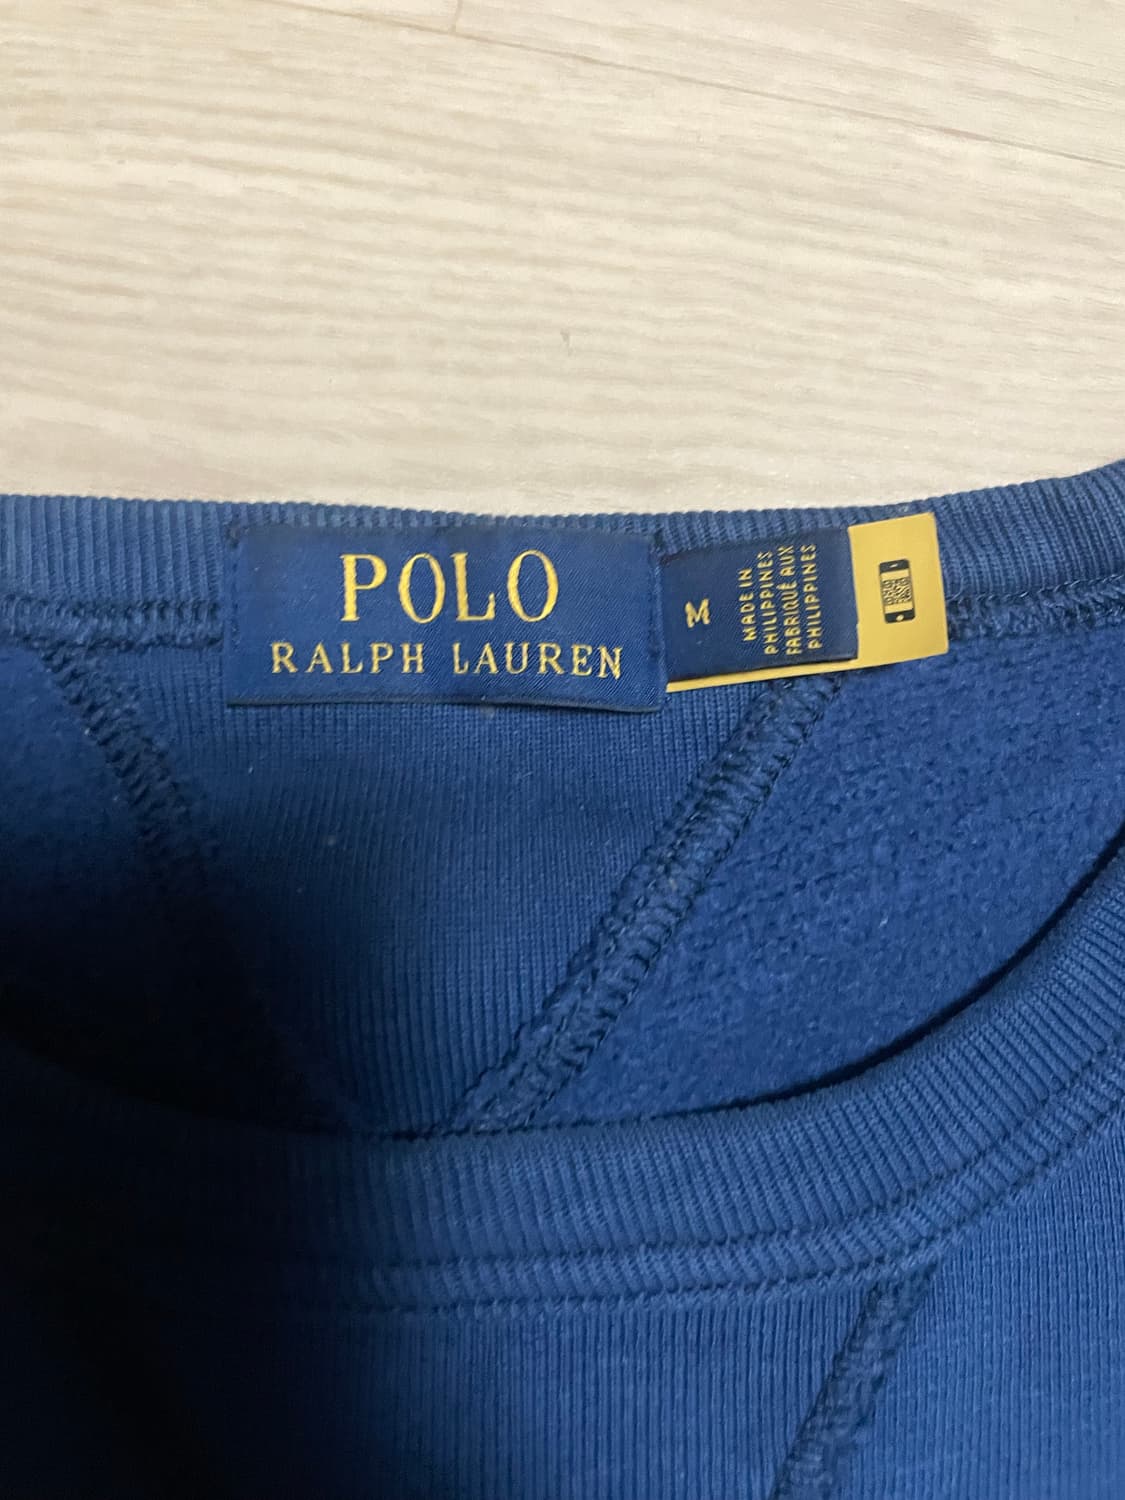 POLO
RALPH LAUREN
M
MADE IN
PHILIPPINES
FABRIQUÉ AUX
PHILIPPINES